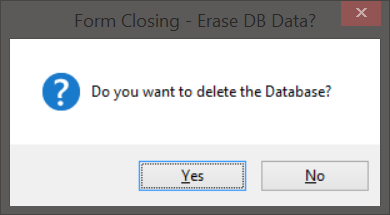 Form Closing - Erase DB Data?
Do you want to delete the Database?
Yes
No